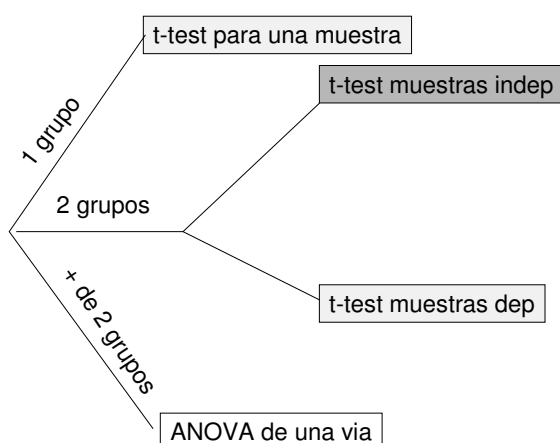 t-test para una muestra
t-test muestras indep
1 grupo
2 grupos
+ de 2 grupos
t-test muestras dep
ANOVA de una via